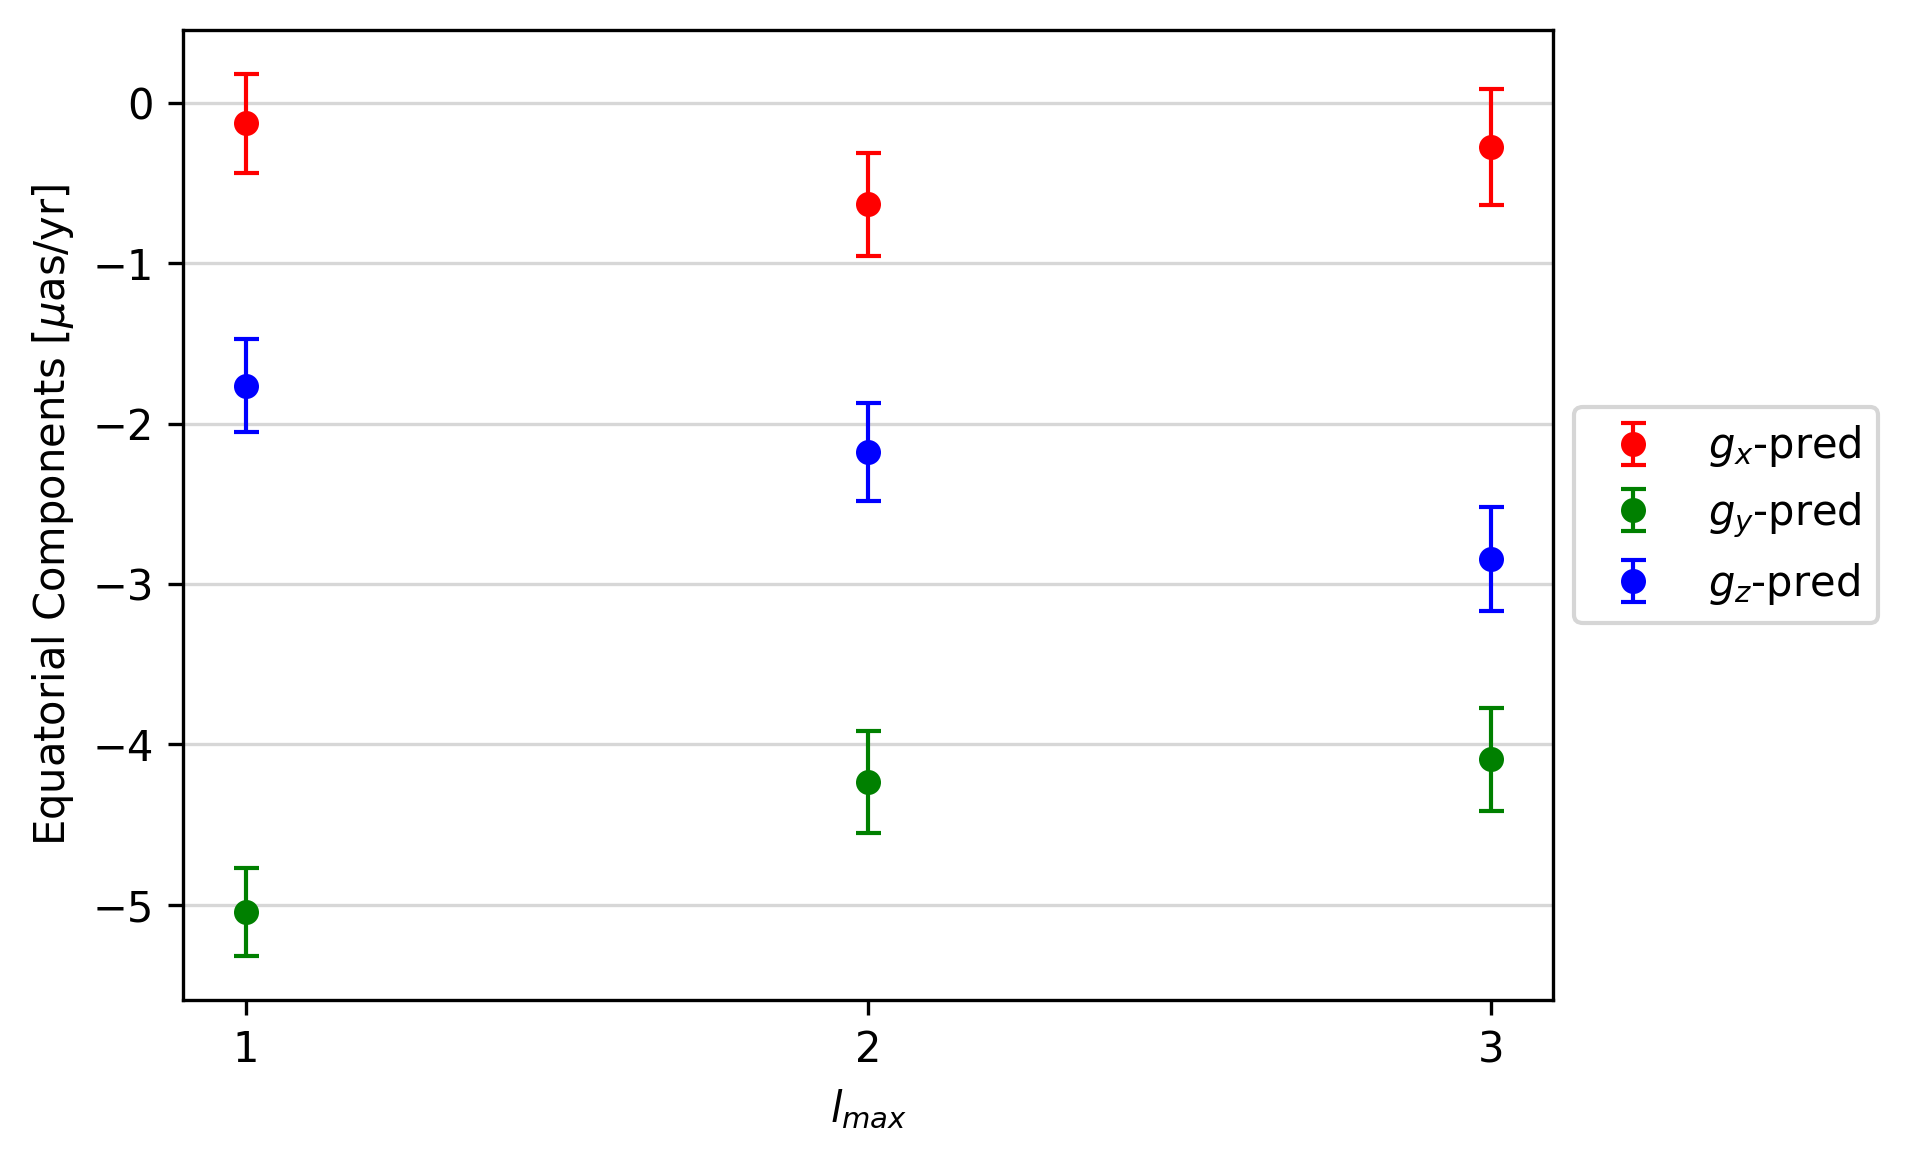 Equatorial Components [μas/yr]
0
−1
−2
−3
−4
−5
1 2 3
l_max
g_x-pred
g_y-pred
g_z-pred